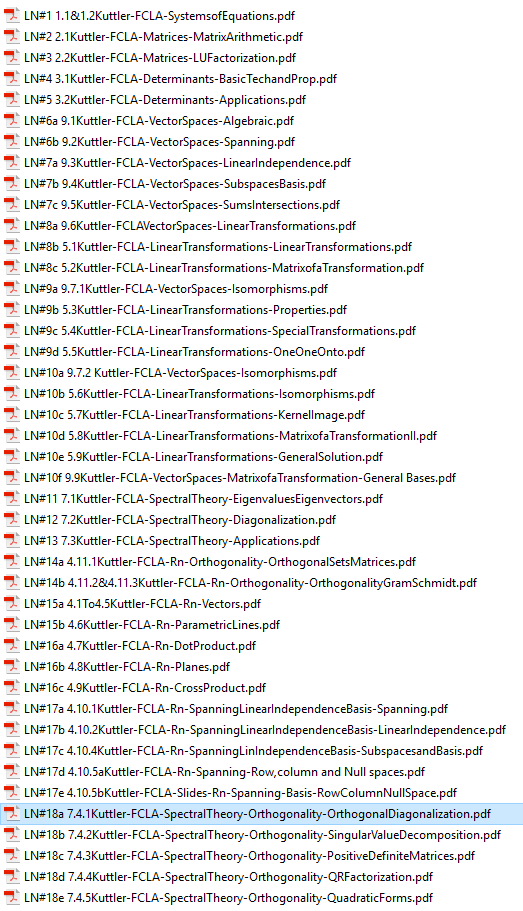 LN#1 1.1&1.2Kuttler-FCLA-SystemsofEquations.pdf
LN#2 2.1Kuttler-FCLA-Matrices-MatrixArithmetic.pdf
LN#3 2.2Kuttler-FCLA-Matrices-LUFactorization.pdf
LN#4 3.1Kuttler-FCLA-Determinants-BasicTechandProp.pdf
LN#5 3.2Kuttler-FCLA-Determinants-Applications.pdf
LN#6a 9.1Kuttler-FCLA-VectorSpaces-Algebraic.pdf
LN#6b 9.2Kuttler-FCLA-VectorSpaces-Spanning.pdf
LN#7a 9.3Kuttler-FCLA-VectorSpaces-LinearIndependence.pdf
LN#7b 9.4Kuttler-FCLA-VectorSpaces-SubspacesBasis.pdf
LN#7c 9.5Kuttler-FCLA-VectorSpaces-SumsIntersections.pdf
LN#8a 9.6Kuttler-FCLAVectorSpaces-LinearTransformations.pdf
LN#8b 5.1Kuttler-FCLA-LinearTransformations-LinearTransformations.pdf
LN#8c 5.2Kuttler-FCLA-LinearTransformations-MatrixofaTransformation.pdf
LN#9a 9.7.1Kuttler-FCLA-VectorSpaces-Isomorphisms.pdf
LN#9b 5.3Kuttler-FCLA-LinearTransformations-Properties.pdf
LN#9c 5.4Kuttler-FCLA-LinearTransformations-SpecialTransformations.pdf
LN#9d 5.5Kuttler-FCLA-LinearTransformations-OneOneOnto.pdf
LN#10a 9.7.2 Kuttler-FCLA-VectorSpaces-Isomorphisms.pdf
LN#10b 5.6Kuttler-FCLA-LinearTransformations-Isomorphisms.pdf
LN#10c 5.7Kuttler-FCLA-LinearTransformations-KernelImage.pdf
LN#10d 5.8Kuttler-FCLA-LinearTransformations-MatrixofaTransformationII.pdf
LN#10e 5.9Kuttler-FCLA-LinearTransformations-GeneralSolution.pdf
LN#10f 9.9Kuttler-FCLA-VectorSpaces-MatrixofaTransformation-General Bases.pdf
LN#11 7.1Kuttler-FCLA-SpectralTheory-EigenvaluesEigenvectors.pdf
LN#12 7.2Kuttler-FCLA-SpectralTheory-Diagonalization.pdf
LN#13 7.3Kuttler-FCLA-SpectralTheory-Applications.pdf
LN#14a 4.11.1Kuttler-FCLA-Rn-Orthogonality-OrthogonalSetsMatrices.pdf
LN#14b 4.11.2&4.11.3Kuttler-FCLA-Rn-Orthogonality-OrthogonalityGramSchmidt.pdf
LN#15a 4.1To4.5Kuttler-FCLA-Rn-Vectors.pdf
LN#15b 4.6Kuttler-FCLA-Rn-ParametricLines.pdf
LN#16a 4.7Kuttler-FCLA-Rn-DotProduct.pdf
LN#16b 4.8Kuttler-FCLA-Rn-Planes.pdf
LN#16c 4.9Kuttler-FCLA-Rn-CrossProduct.pdf
LN#17a 4.10.1Kuttler-FCLA-Rn-SpanningLinearIndependenceBasis-Spanning.pdf
LN#17b 4.10.2Kuttler-FCLA-Rn-SpanningLinearIndependenceBasis-LinearIndependence.pdf
LN#17c 4.10.4Kuttler-FCLA-Rn-SpanningLinIndependenceBasis-SubspacesandBasis.pdf
LN#17d 4.10.5aKuttler-FCLA-Rn-Spanning-Row,column and Null spaces.pdf
LN#17e 4.10.5bKuttler-FCLA-Slides-Rn-Spanning-Basis-RowColumnNullSpace.pdf
LN#18a 7.4.1Kuttler-FCLA-SpectralTheory-Orthogonality-OrthogonalDiagonalization.pdf
LN#18b 7.4.2Kuttler-FCLA-SpectralTheory-Orthogonality-SingularValueDecomposition.pdf
LN#18c 7.4.3Kuttler-FCLA-SpectralTheory-Orthogonality-PositiveDefiniteMatrices.pdf
LN#18d 7.4.4Kuttler-FCLA-SpectralTheory-Orthogonality-QRFactorization.pdf
LN#18e 7.4.5Kuttler-FCLA-SpectralTheory-Orthogonality-QuadraticForms.pdf